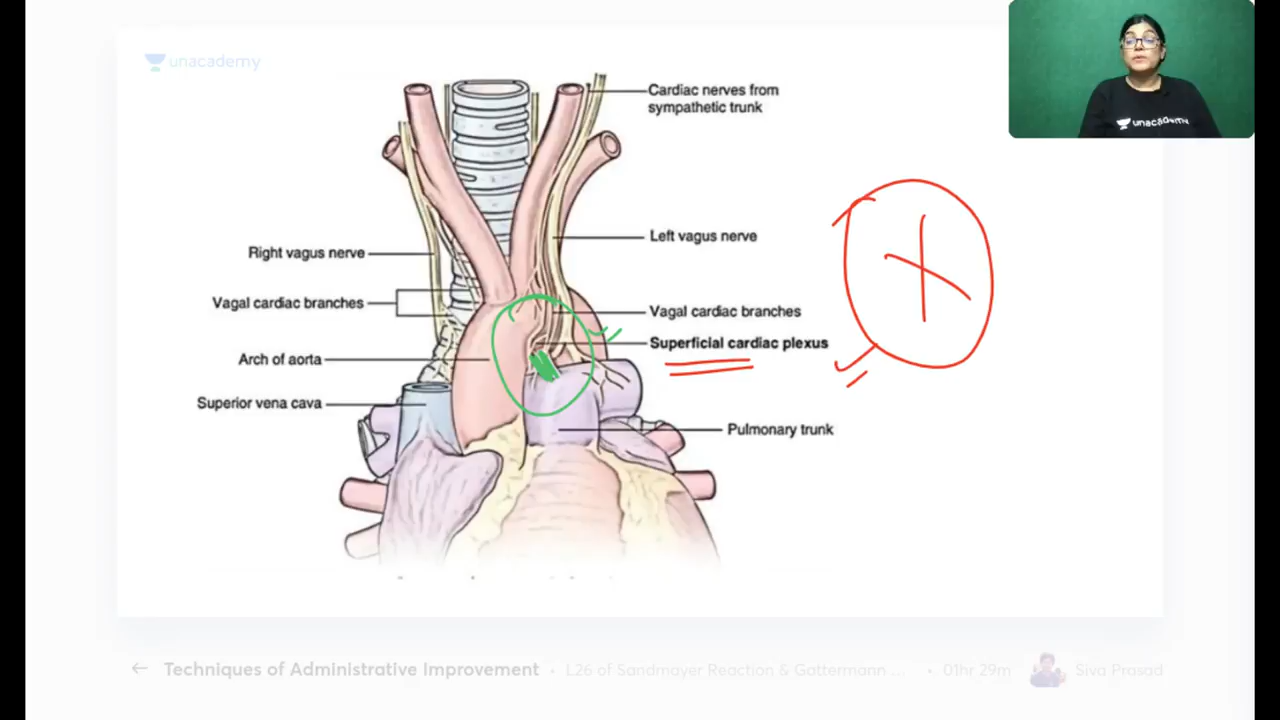 unacademy
unacademy
Cardiac nerves from
sympathetic trunk
Left vagus nerve
Right vagus nerve
Vagal cardiac branches
Vagal cardiac branches
Superficial cardiac plexus
Arch of aorta
Superior vena cava
Pulmonary trunk
← Techniques of Administrative Improvement • L26 of Sandmayer Reaction & Gattermann ... • 01hr 29m Siva Prasad